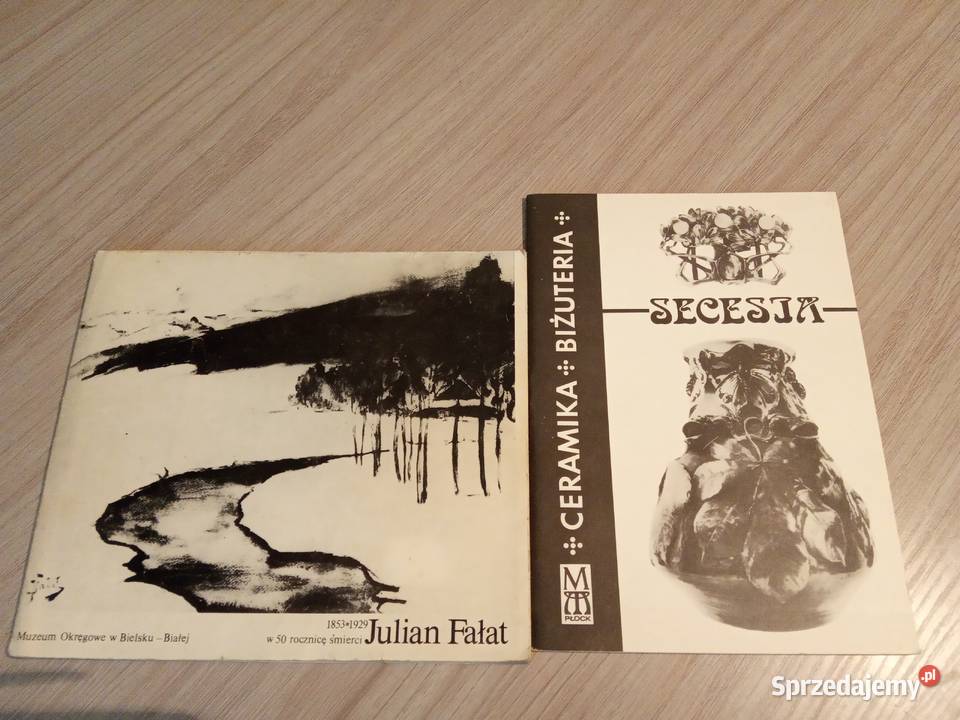 1853*1929
Muzeum Okręgowe w Bielsku – Białej
w 50 rocznicę śmierci
Julian Fałat
CERAMIKA BIŻUTERIA
SECESJA
M
PŁOCK
Sprzedajemy.pl